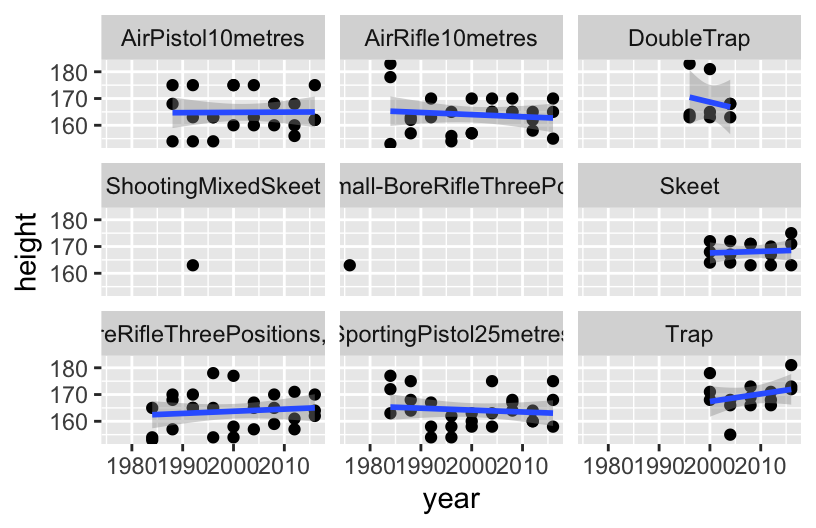 AirPistol10metres AirRifle10metres DoubleTrap
180
170
160
ShootingMixedSkeet mall-BoreRifleThreePo Skeet
180
170
160
height
reRifleThreePositions, SportingPistol25metres Trap
180
170
160
1980 1990 2000 2010 1980 1990 2000 2010 1980 1990 2000 2010
year